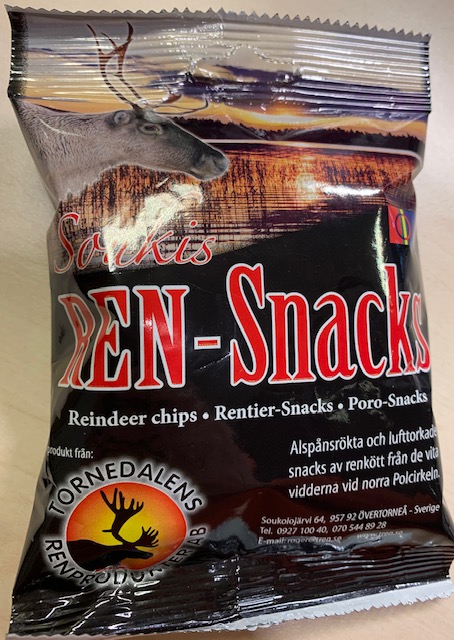 Soukis
REN-Snacks
Reindeer chips • Rentier-Snacks • Poro-Snacks
produkt från:
TORNEDALENS
RENPRODUKTER AB
Alspånsrökta och lufttorkade
snacks av renkött från de vita
vidderna vid norra Polcirkeln.
Soukolojärvi 64, 957 92 ÖVERTORNEÅ - Sverige
Tel. 0927 100 40, 070 544 89 28
E-mail: